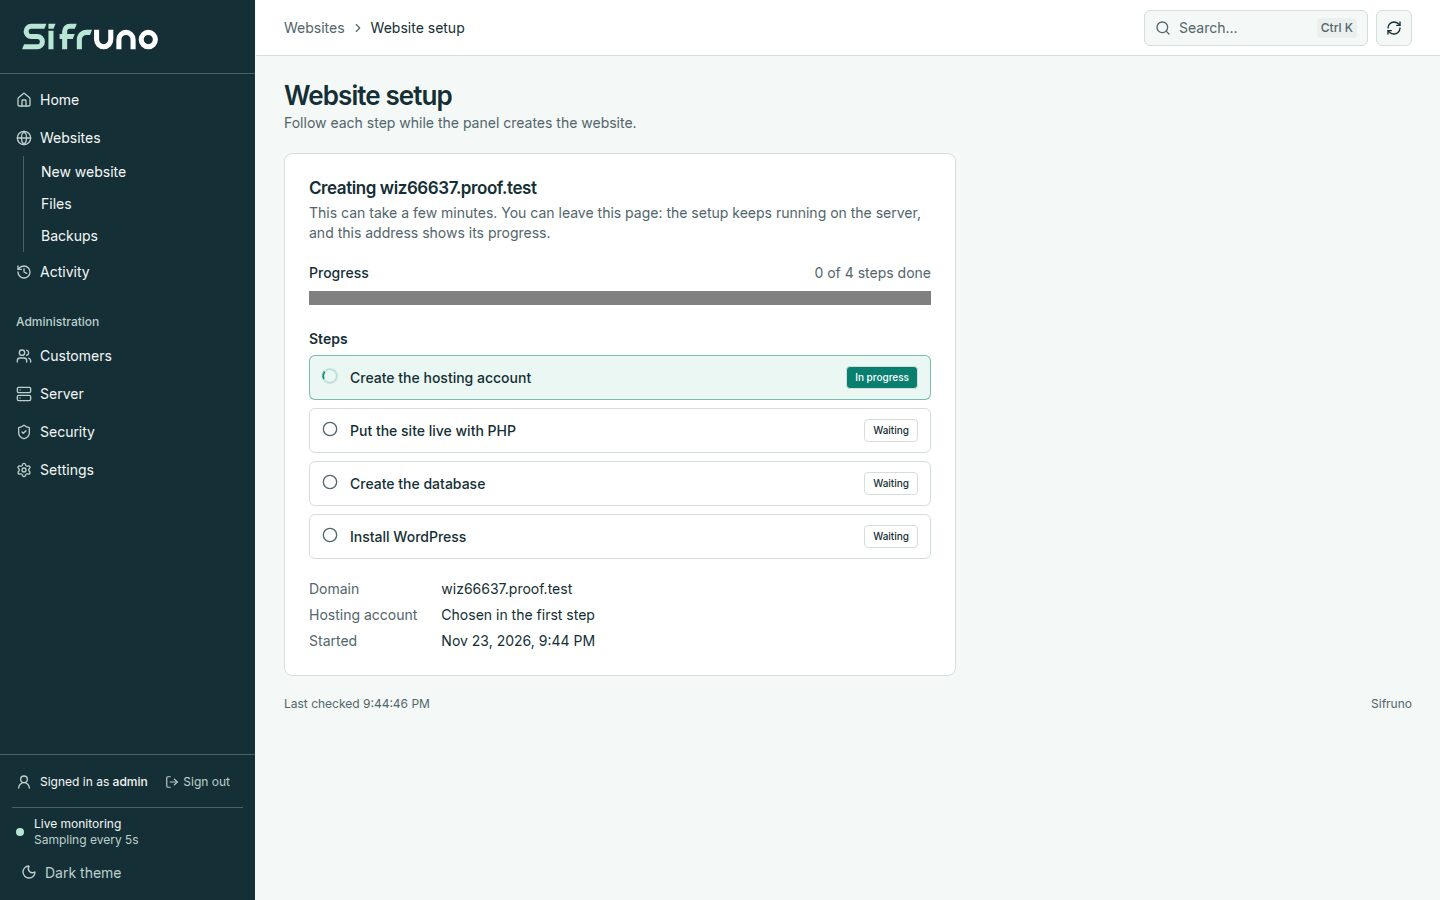 Sifruno
Home
Websites
New website
Files
Backups
Activity
Administration
Customers
Server
Security
Settings
Signed in as admin
Sign out
Live monitoring
Sampling every 5s
Dark theme
Websites
Website setup
Search...
Ctrl K
Website setup
Follow each step while the panel creates the website.
Creating wiz66637.proof.test
This can take a few minutes. You can leave this page: the setup keeps running on the server,
and this address shows its progress.
Progress
0 of 4 steps done
Steps
Create the hosting account
In progress
Put the site live with PHP
Waiting
Create the database
Waiting
Install WordPress
Waiting
Domain
wiz66637.proof.test
Hosting account
Chosen in the first step
Started
Nov 23, 2026, 9:44 PM
Last checked 9:44:46 PM
Sifruno